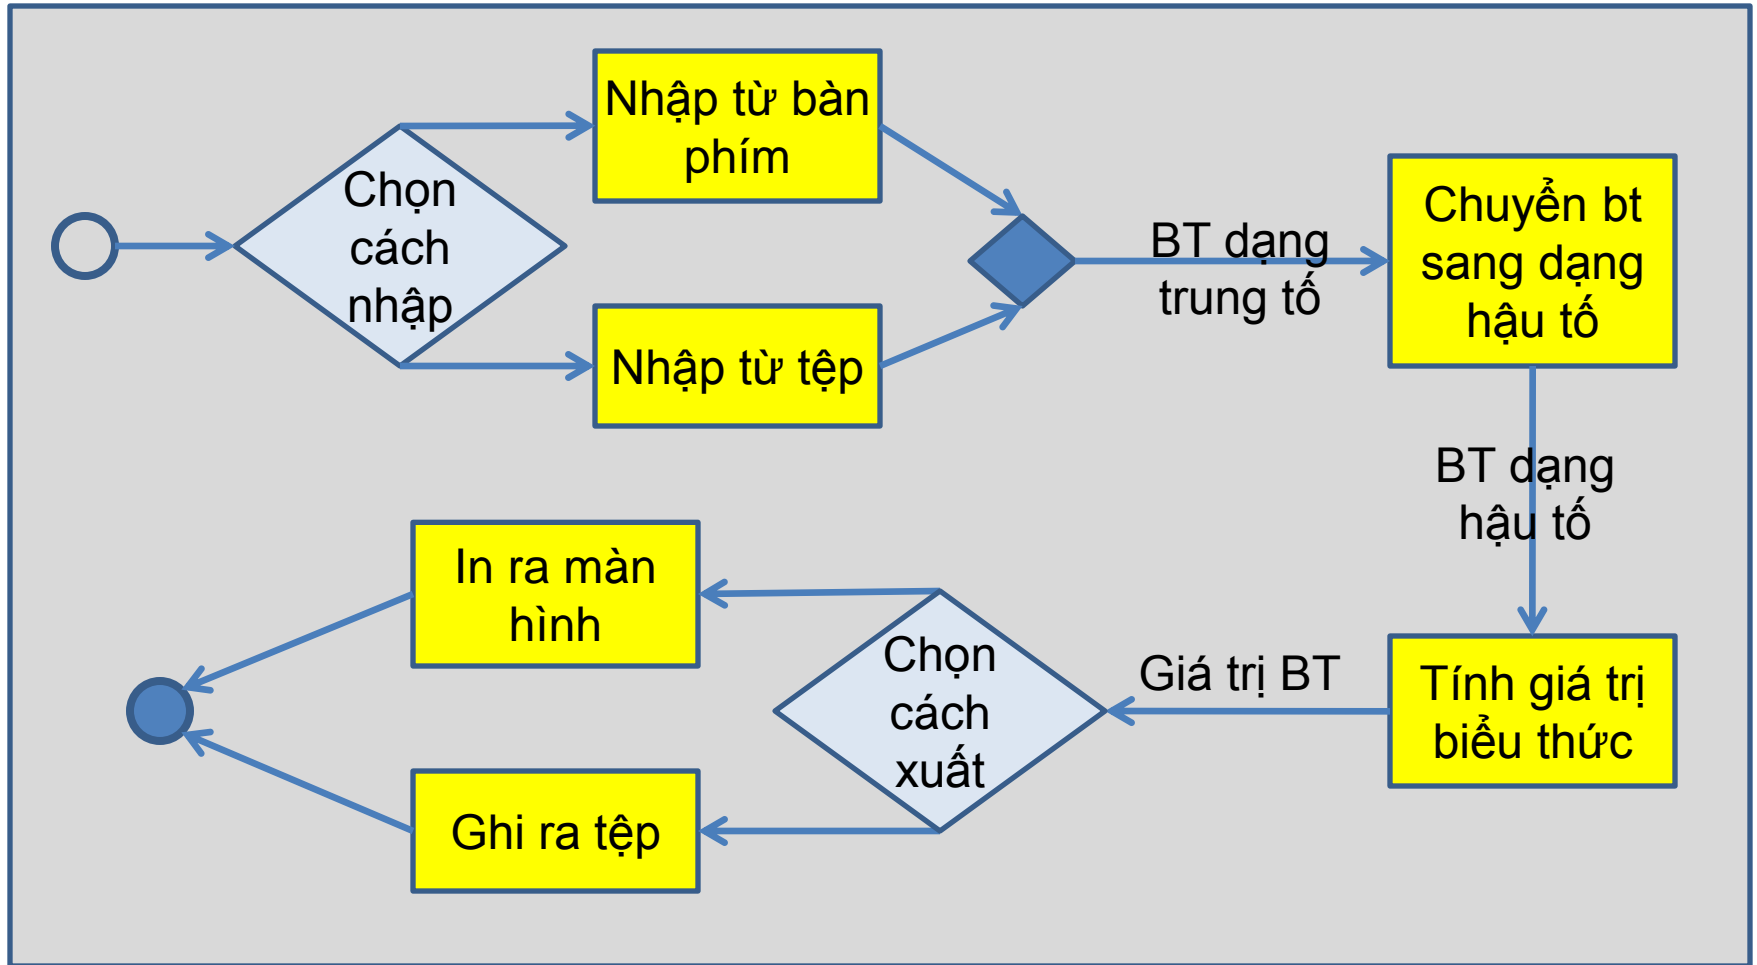 Nhập từ bàn
phím
Chọn
cách
nhập
Nhập từ tệp
BT dạng
trung tố
Chuyển bt
sang dạng
hậu tố
BT dạng
hậu tố
Tính giá trị
biểu thức
Giá trị BT
Chọn
cách
xuất
In ra màn
hình
Ghi ra tệp